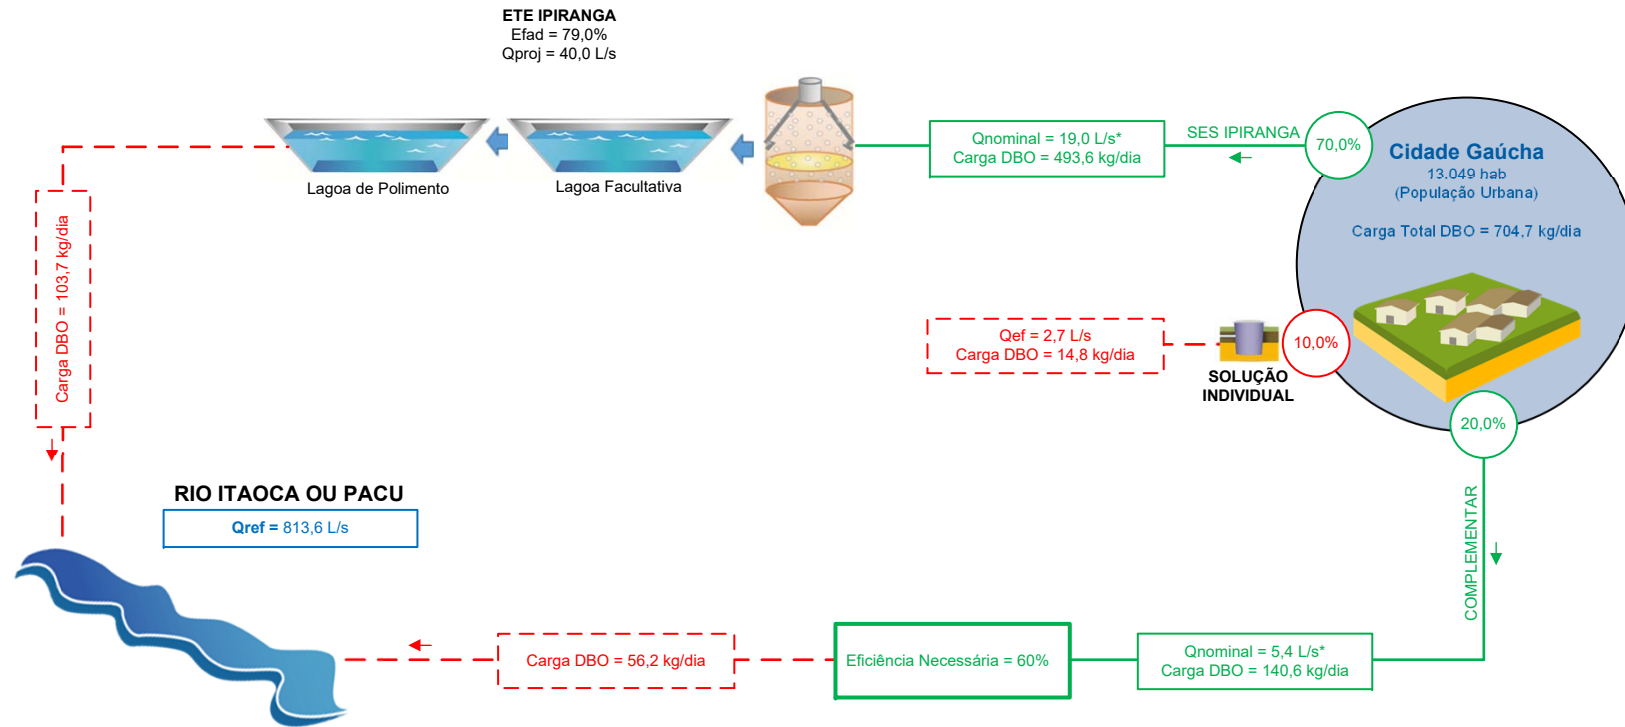 ETE IPIRANGA
Efad = 79,0%
Qproj = 40,0 L/s
Lagoa de Polimento
Lagoa Facultativa
Qnominal = 19,0 L/s*
Carga DBO = 493,6 kg/dia
SES IPIRANGA
70,0%
Cidade Gaúcha
13.049 hab
(População Urbana)
Carga Total DBO = 704,7 kg/dia
Carga DBO = 103,7 kg/dia
Qef = 2,7 L/s
Carga DBO = 14,8 kg/dia
10,0%
SOLUÇÃO
INDIVIDUAL
20,0%
RIO ITAOCA OU PACU
Qref = 813,6 L/s
COMPLEMENTAR
Carga DBO = 56,2 kg/dia
Eficiência Necessária = 60%
Qnominal = 5,4 L/s*
Carga DBO = 140,6 kg/dia